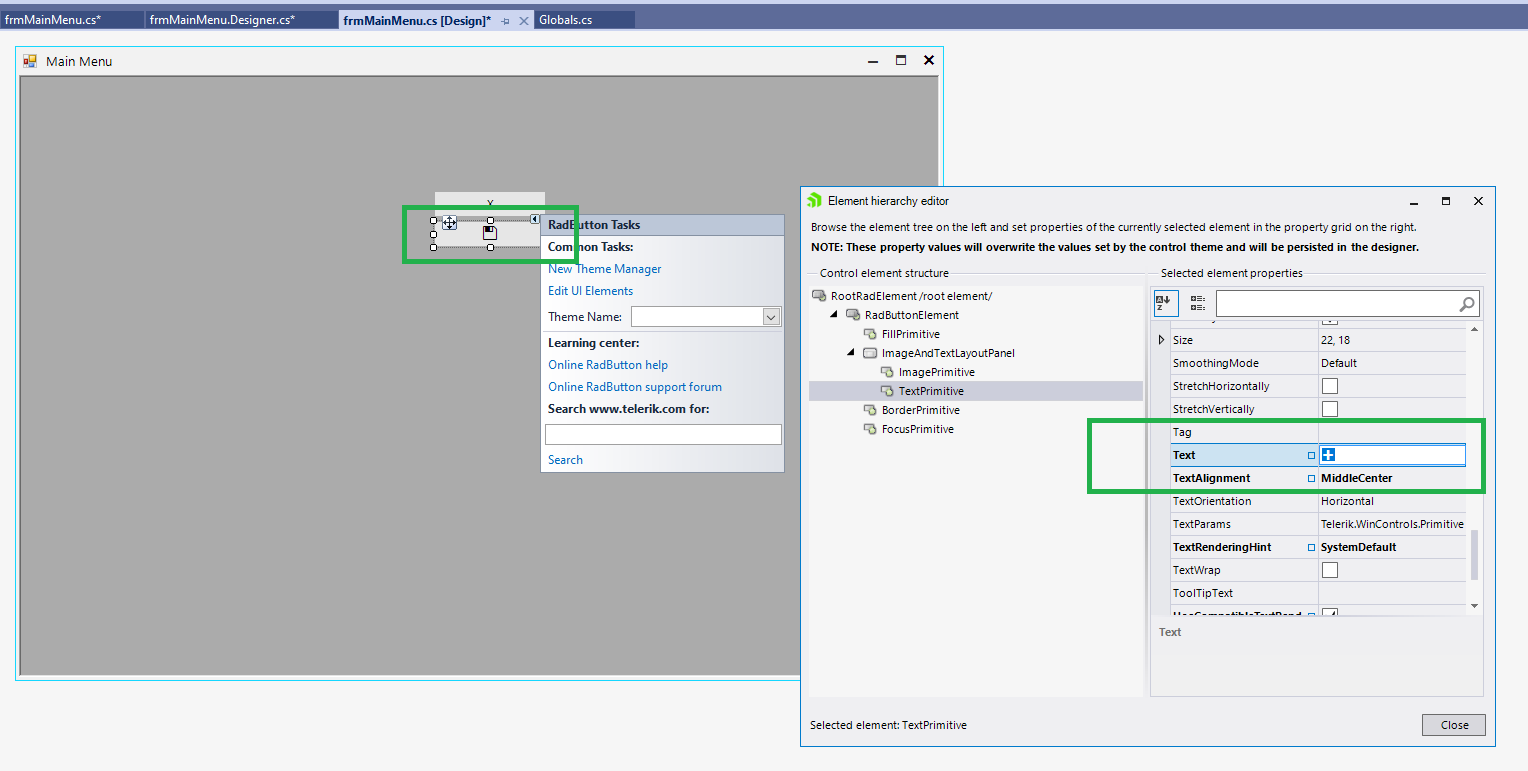 frmMainMenu.cs*
frmMainMenu.Designer.cs*
frmMainMenu.cs [Design]*
Globals.cs
Main Menu
RadButton Tasks
Common Tasks:
New Theme Manager
Edit UI Elements
Theme Name:
Learning center:
Online RadButton help
Online RadButton support forum
Search www.telerik.com for:
Search
Element hierarchy editor
Browse the element tree on the left and set properties of the currently selected element in the property grid on the right.
NOTE: These property values will overwrite the values set by the control theme and will be persisted in the designer.
Control element structure
RootRadElement /root element/
RadButtonElement
FillPrimitive
ImageAndTextLayoutPanel
ImagePrimitive
TextPrimitive
BorderPrimitive
FocusPrimitive
Selected element properties
Size 22, 18
SmoothingMode Default
StretchHorizontally
StretchVertically
Tag
Text
TextAlignment MiddleCenter
TextOrientation Horizontal
TextParams Telerik.WinControls.Primitive
TextRenderingHint SystemDefault
TextWrap
ToolTipText
Text
Selected element: TextPrimitive
Close